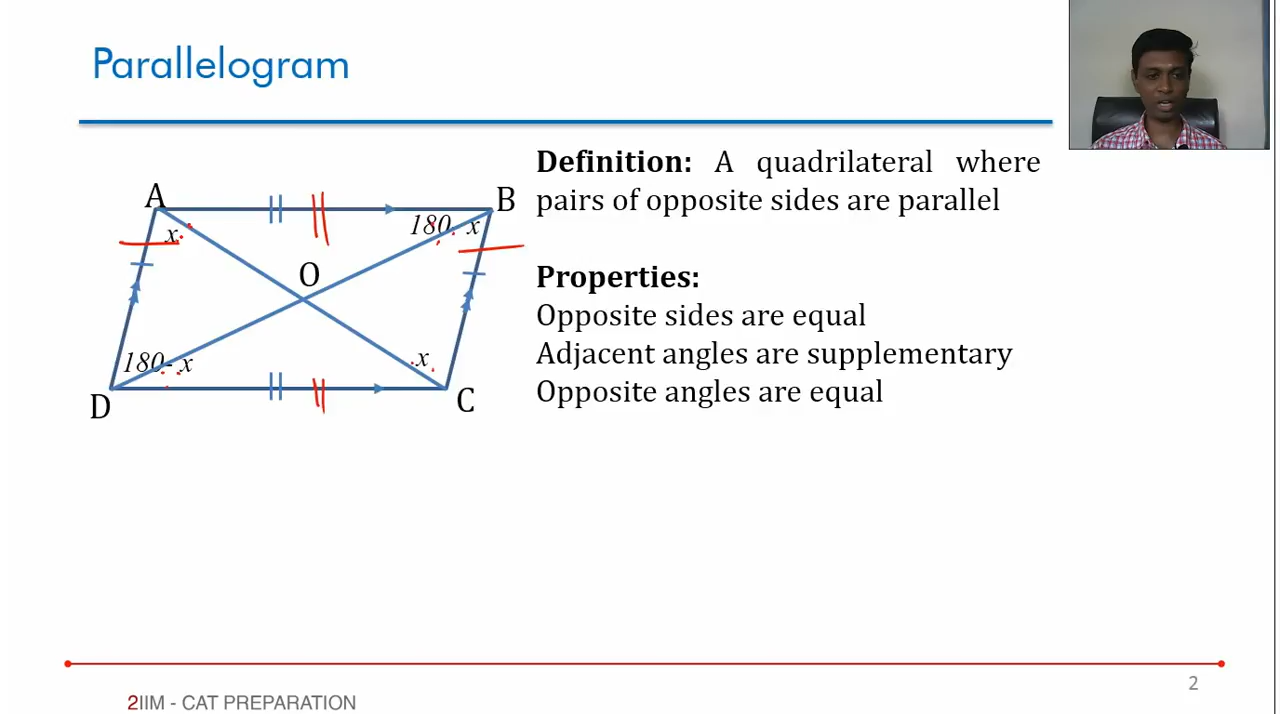 Parallelogram
Definition: A quadrilateral where
pairs of opposite sides are parallel
Properties:
Opposite sides are equal
Adjacent angles are supplementary
Opposite angles are equal
A
B
x
180- x
O
180- x
x
D
C
2
2IIM - CAT PREPARATION